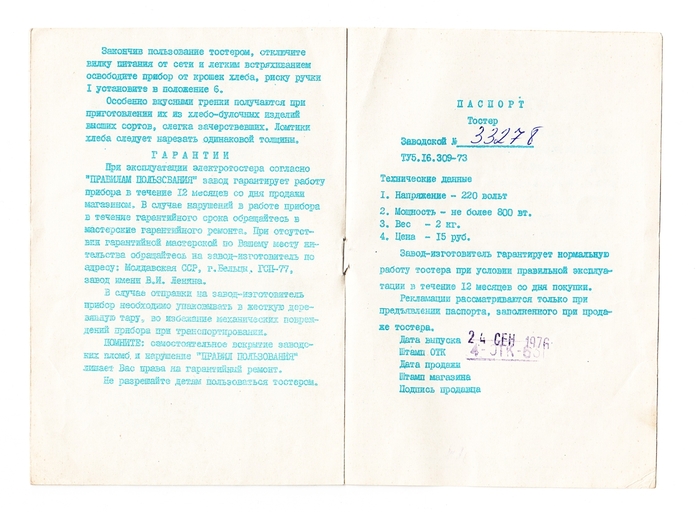 Закончив пользование тостером, отключите
вилку питания от сети и легким встряхиванием
освободите прибор от крошек хлеба, риску ручки
I установите в положение 6.
Особенно вкусными гренки получаются при
приготовлении их из хлебо-булочных изделий
высших сортов, слегка зачерствевших. Ломтики
хлеба следует нарезать одинаковой толщины.
ГАРАНТИИ
При эксплуатации электротостера согласно
"ПРАВИЛАМ ПОЛЬЗОВАНИЯ" завод гарантирует работу
прибора в течение 12 месяцев со дня продажи
магазином. В случае нарушений в работе прибора
в течение гарантийного срока обращайтесь в
мастерские гарантийного ремонта. При отсутст-
вии гарантийной мастерской по Вашему месту жи-
тельства обращайтесь на завод-изготовитель по
адресу: Молдавская ССР, г.Бельцы, ГСП-77,
завод имени В.И. Ленина.
В случае отправки на завод-изготовитель
прибор необходимо упаковывать в жесткую дере-
вянную тару, во избежание механических повреж-
дений прибора при транспортировании.
ПОМНИТЕ: самостоятельное вскрытие заводс-
ких пломб и нарушение "ПРАВИЛ ПОЛЬЗОВАНИЯ"
лишает Вас права на гарантийный ремонт.
Не разрешайте детям пользоваться тостером.
ПАСПОРТ
Тостер
Заводской № 33278
ТУ5.16.309-73
Технические данные
1. Напряжение - 220 вольт
2. Мощность - не более 800 вт.
3. Вес - 2 кг.
4. Цена - 15 руб.
Завод-изготовитель гарантирует нормальную
работу тостера при условии правильной эксплуа-
тации в течение 12 месяцев со дня покупки.
Рекламации рассматриваются только при
предъявлении паспорта, заполненного при прода-
же тостера.
Дата выпуска 24 СЕН 1976
Штамп ОТК 4-ОТК-631
Дата продажи
Штамп магазина
Подпись продавца